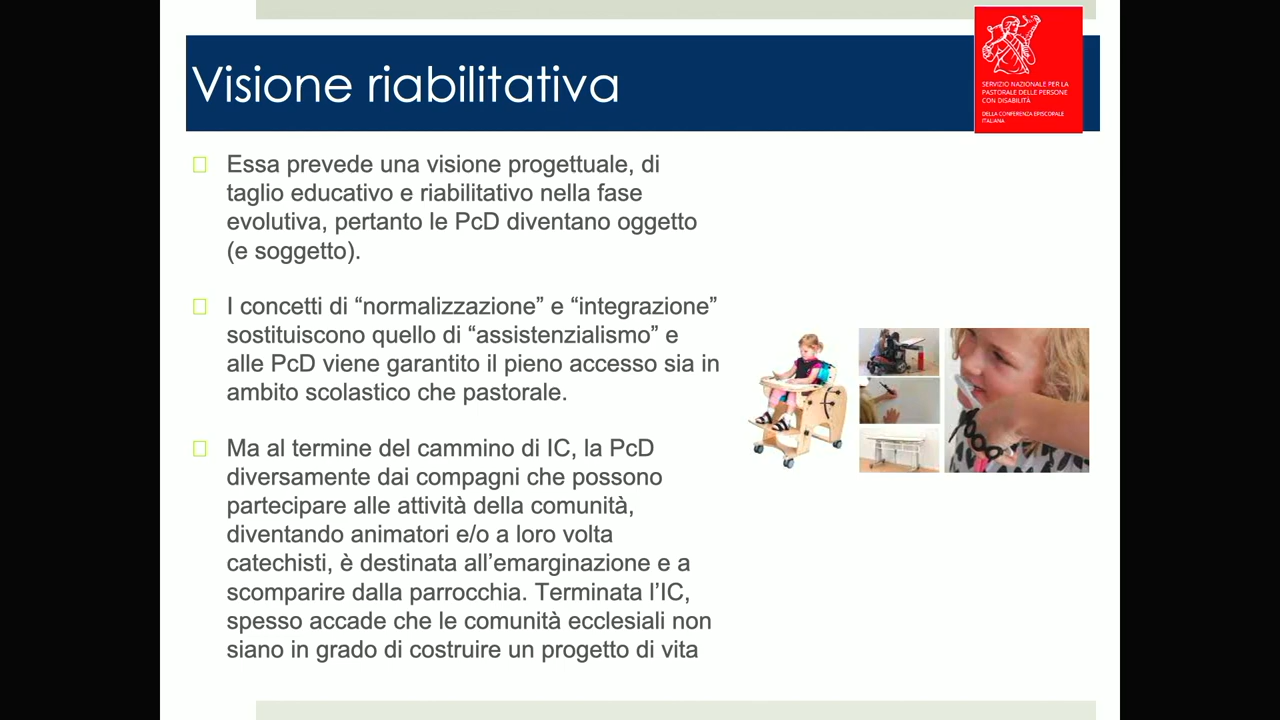 Visione riabilitativa
SERVIZIO NAZIONALE PER LA
PASTORALE DELLE PERSONE
CON DISABILITÀ
DELLA CONFERENZA EPISCOPALE
ITALIANA
Essa prevede una visione progettuale, di
taglio educativo e riabilitativo nella fase
evolutiva, pertanto le PcD diventano oggetto
(e soggetto).
I concetti di “normalizzazione” e “integrazione”
sostituiscono quello di “assistenzialismo” e
alle PcD viene garantito il pieno accesso sia in
ambito scolastico che pastorale.
Ma al termine del cammino di IC, la PcD
diversamente dai compagni che possono
partecipare alle attività della comunità,
diventando animatori e/o a loro volta
catechisti, è destinata all’emarginazione e a
scomparire dalla parrocchia. Terminata l’IC,
spesso accade che le comunità ecclesiali non
siano in grado di costruire un progetto di vita